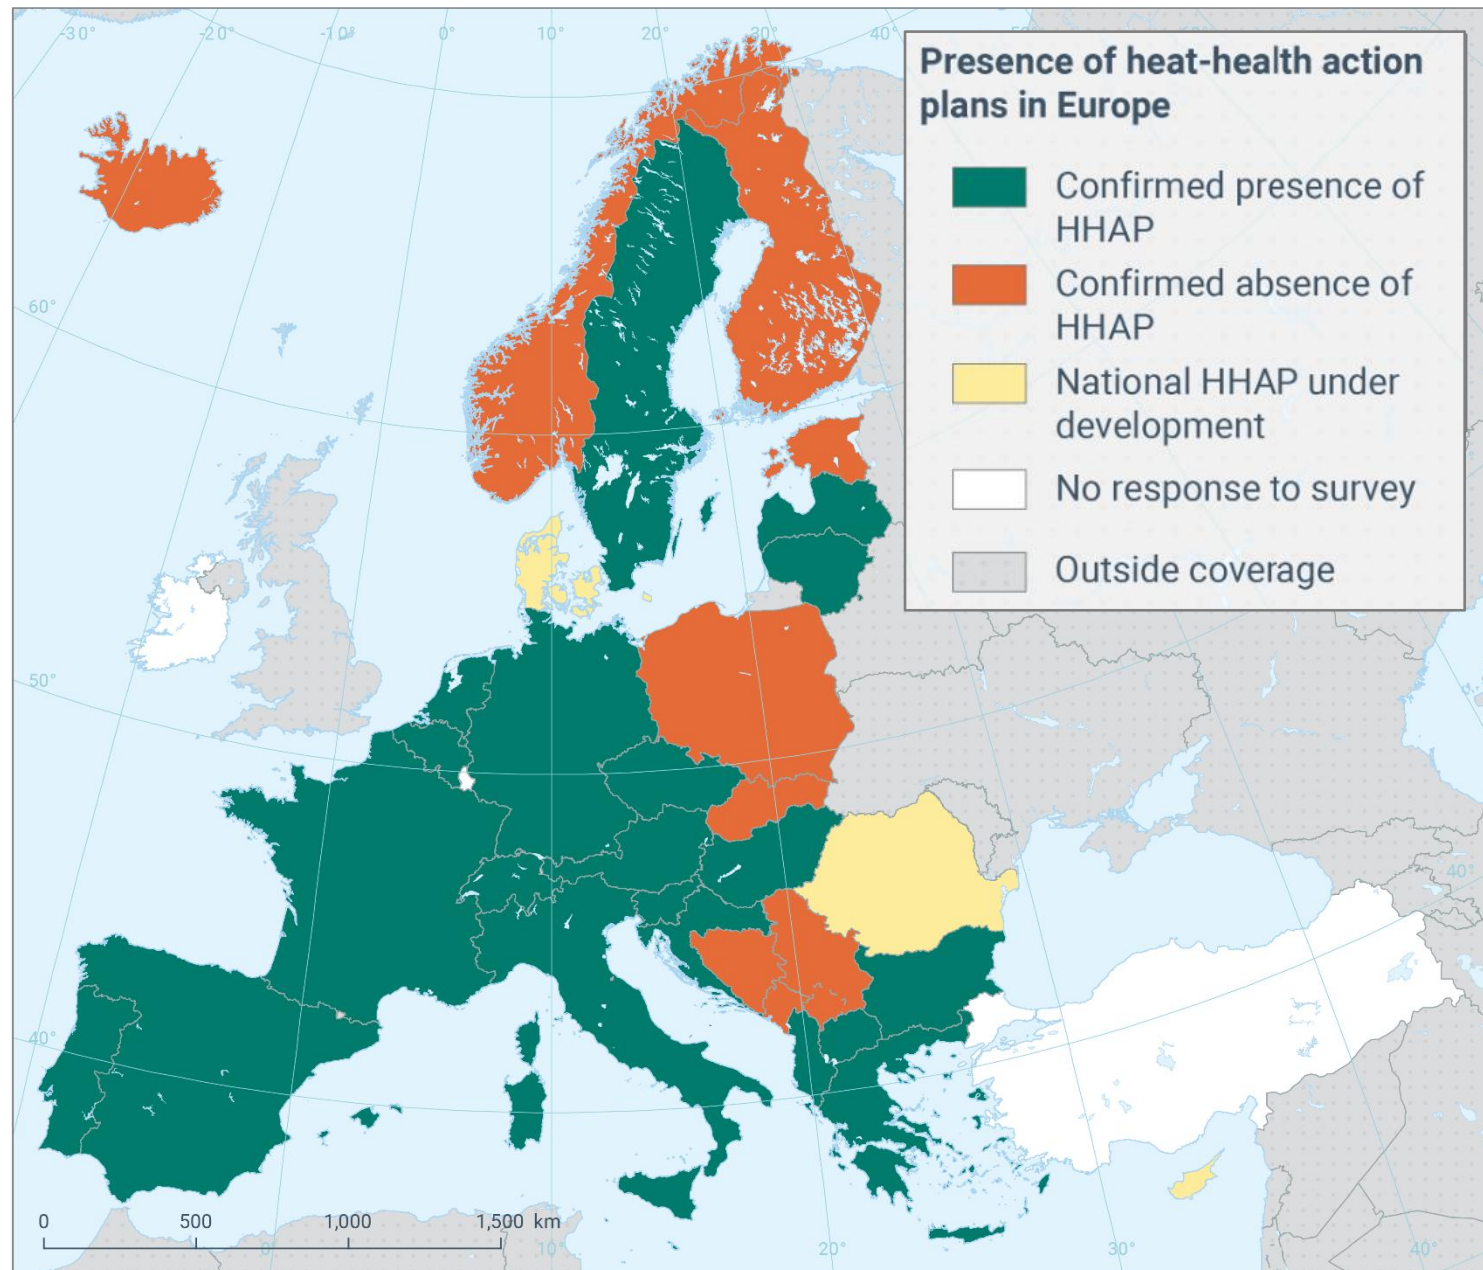 -30°
-20°
-10°
0°
10°
20°
30°
40°
50°
Presence of heat-health action
plans in Europe
Confirmed presence of
HHAP
Confirmed absence of
HHAP
National HHAP under
development
No response to survey
Outside coverage
60°
50°
40°
40°
0 500 1,000 1,500 km
0° 10° 20° 30° 40°